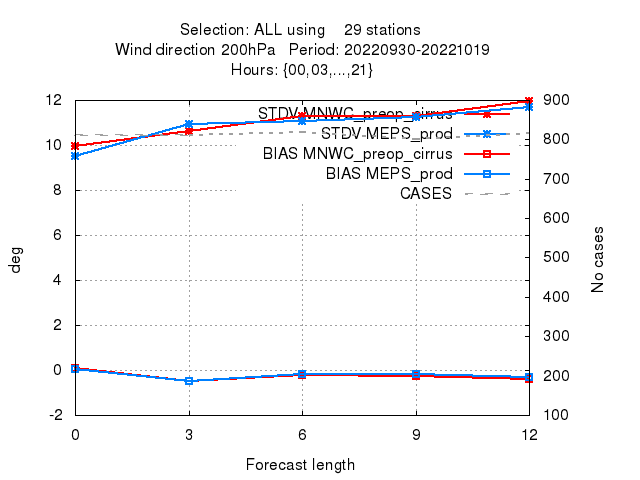 Selection: ALL using 29 stations
Wind direction 200hPa Period: 20220930-20221019
Hours: {00,03,...,21}
STDV MNWC_preop_cirrus
STDV MEPS_prod
BIAS MNWC_preop_cirrus
BIAS MEPS_prod
CASES
12
10
8
6
4
2
0
-2
deg
900
800
700
600
500
400
300
200
100
No cases
0 3 6 9 12
Forecast length